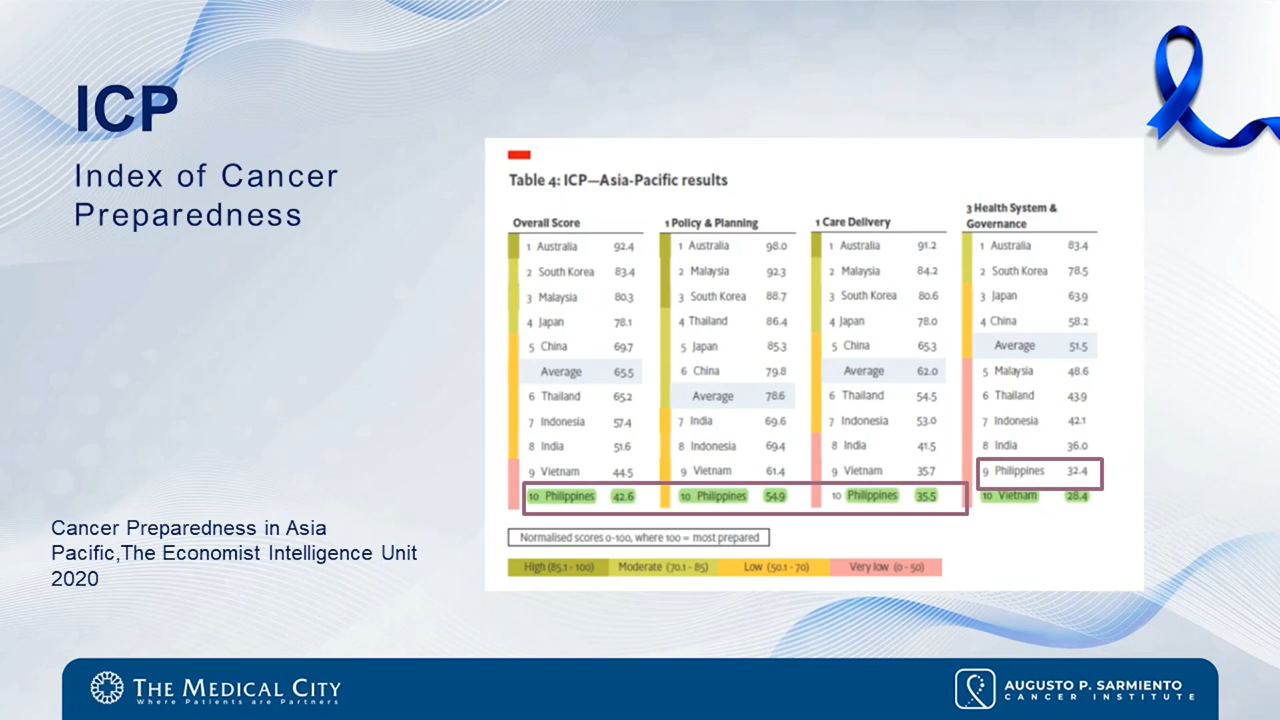 ICP
Index of Cancer
Preparedness
Table 4: ICP—Asia-Pacific results
Overall Score
1 Australia 92.4
2 South Korea 83.4
3 Malaysia 80.3
4 Japan 78.1
5 China 69.7
Average 65.5
6 Thailand 65.2
7 Indonesia 57.4
8 India 51.6
9 Vietnam 44.5
10 Philippines 42.6
1 Policy & Planning
1 Australia 98.0
2 Malaysia 92.3
3 South Korea 88.7
4 Thailand 86.4
5 Japan 85.3
6 China 79.8
Average 78.6
7 India 69.6
8 Indonesia 69.4
9 Vietnam 61.4
10 Philippines 54.9
1 Care Delivery
1 Australia 91.2
2 Malaysia 84.2
3 South Korea 80.6
4 Japan 78.0
5 China 65.3
Average 62.0
6 Thailand 54.5
7 Indonesia 53.0
8 India 41.5
9 Vietnam 35.7
10 Philippines 35.5
3 Health System &
Governance
1 Australia 83.4
2 South Korea 78.5
3 Japan 63.9
4 China 58.2
Average 51.5
5 Malaysia 48.6
6 Thailand 43.9
7 Indonesia 42.1
8 India 36.0
9 Philippines 32.4
10 Vietnam 28.4
Normalised scores 0-100, where 100 = most prepared
High (85.1 - 100) Moderate (70.1 - 85) Low (50.1 - 70) Very low (0 - 50)
Cancer Preparedness in Asia
Pacific,The Economist Intelligence Unit
2020
THE MEDICAL CITY
Where Patients are Partners
AUGUSTO P. SARMIENTO
CANCER INSTITUTE